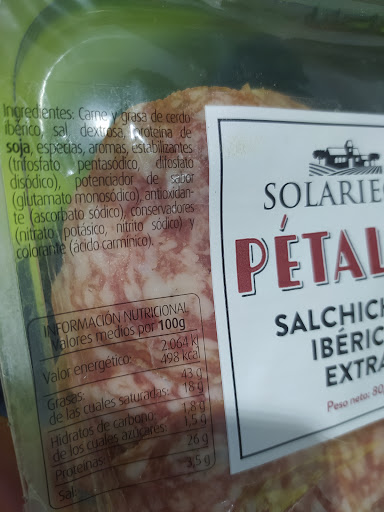 Ingredientes: Carne y grasa de cerdo
ibérico, sal, dextrosa, proteína de
soja, especias, aromas, estabilizantes
(trifosfato pentasódico, difosfato
disódico), potenciador de sabor
(glutamato monosódico), antioxidan-
te (ascorbato sódico), conservadores
(nitrato potásico, nitrito sódico) y
colorante (ácido carmínico).
INFORMACIÓN NUTRICIONAL
Valores medios por 100g
Valor energético: 2.064 kJ
498 kcal
Grasas: 43 g
de las cuales saturadas: 18 g
Hidratos de carbono: 1,8 g
de los cuales azúcares: 1,5 g
Proteínas: 26 g
Sal: 3,5 g
SOLARIE
PÉTAL
SALCHICH
IBÉRIC
EXTRA
Peso neto: 80